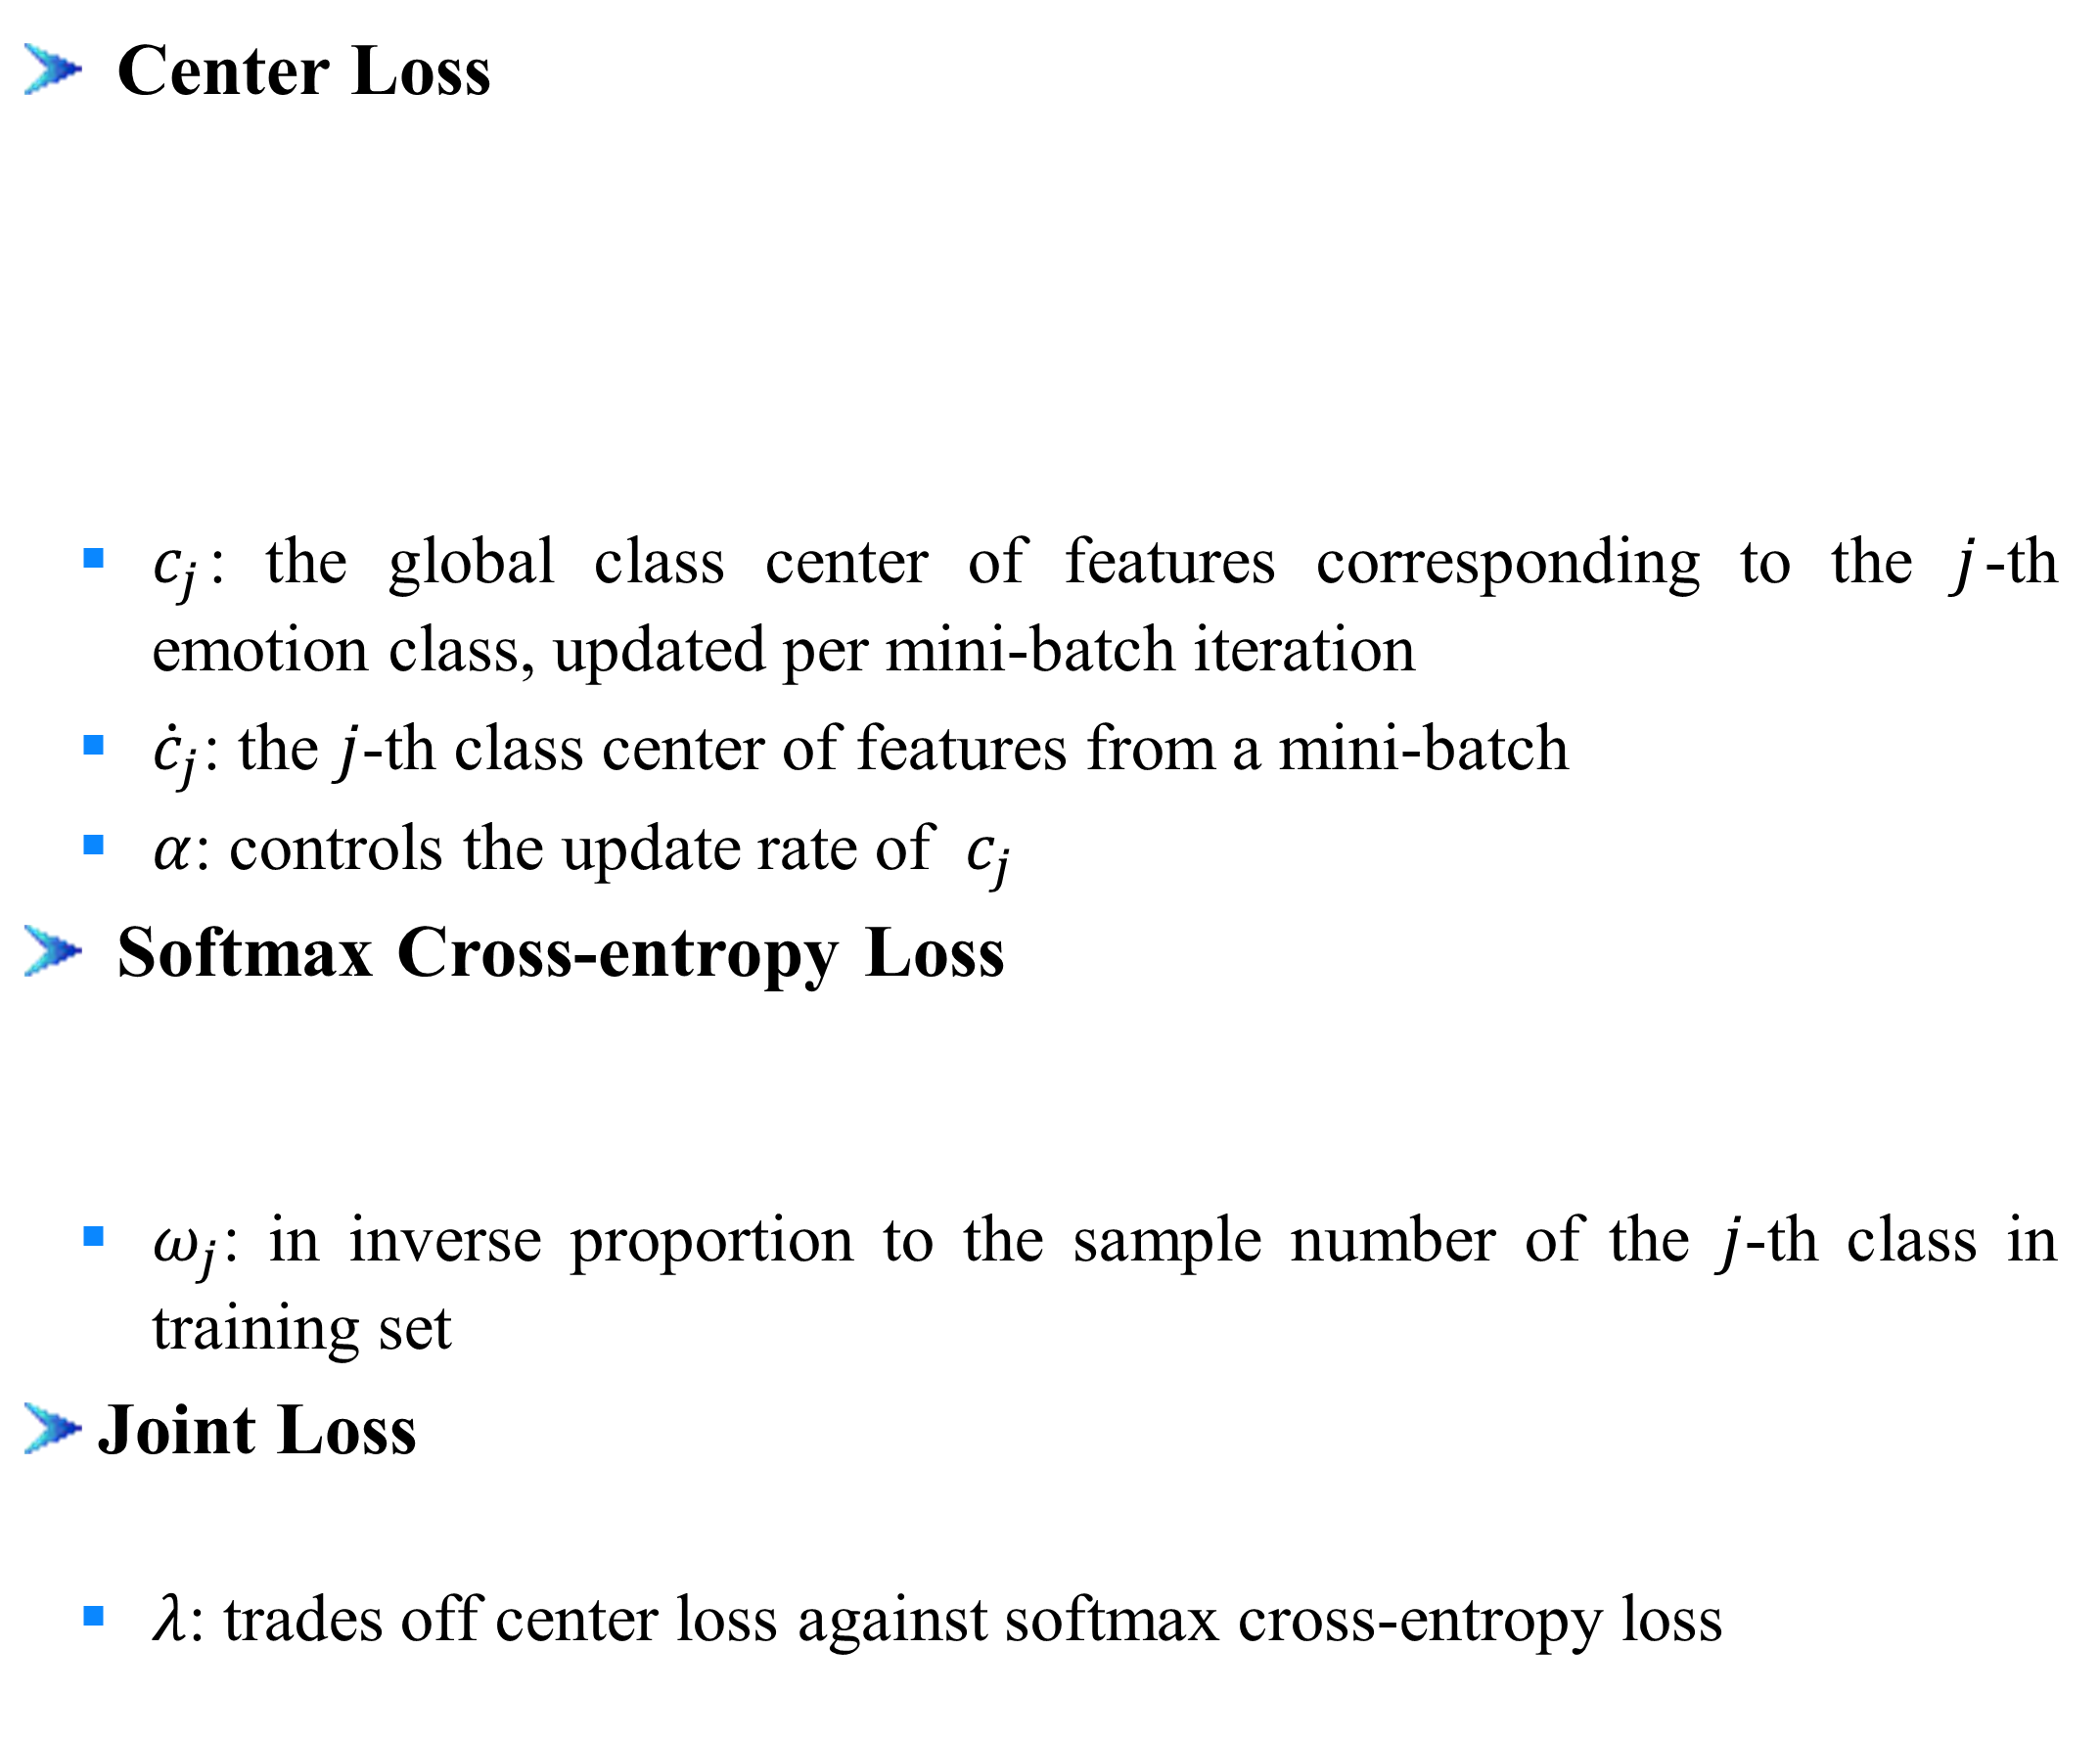 Center Loss
c_j: the global class center of features corresponding to the j-th
emotion class, updated per mini-batch iteration
ċ_j: the j-th class center of features from a mini-batch
α: controls the update rate of c_j
Softmax Cross-entropy Loss
ω_j: in inverse proportion to the sample number of the j-th class in
training set
Joint Loss
λ: trades off center loss against softmax cross-entropy loss